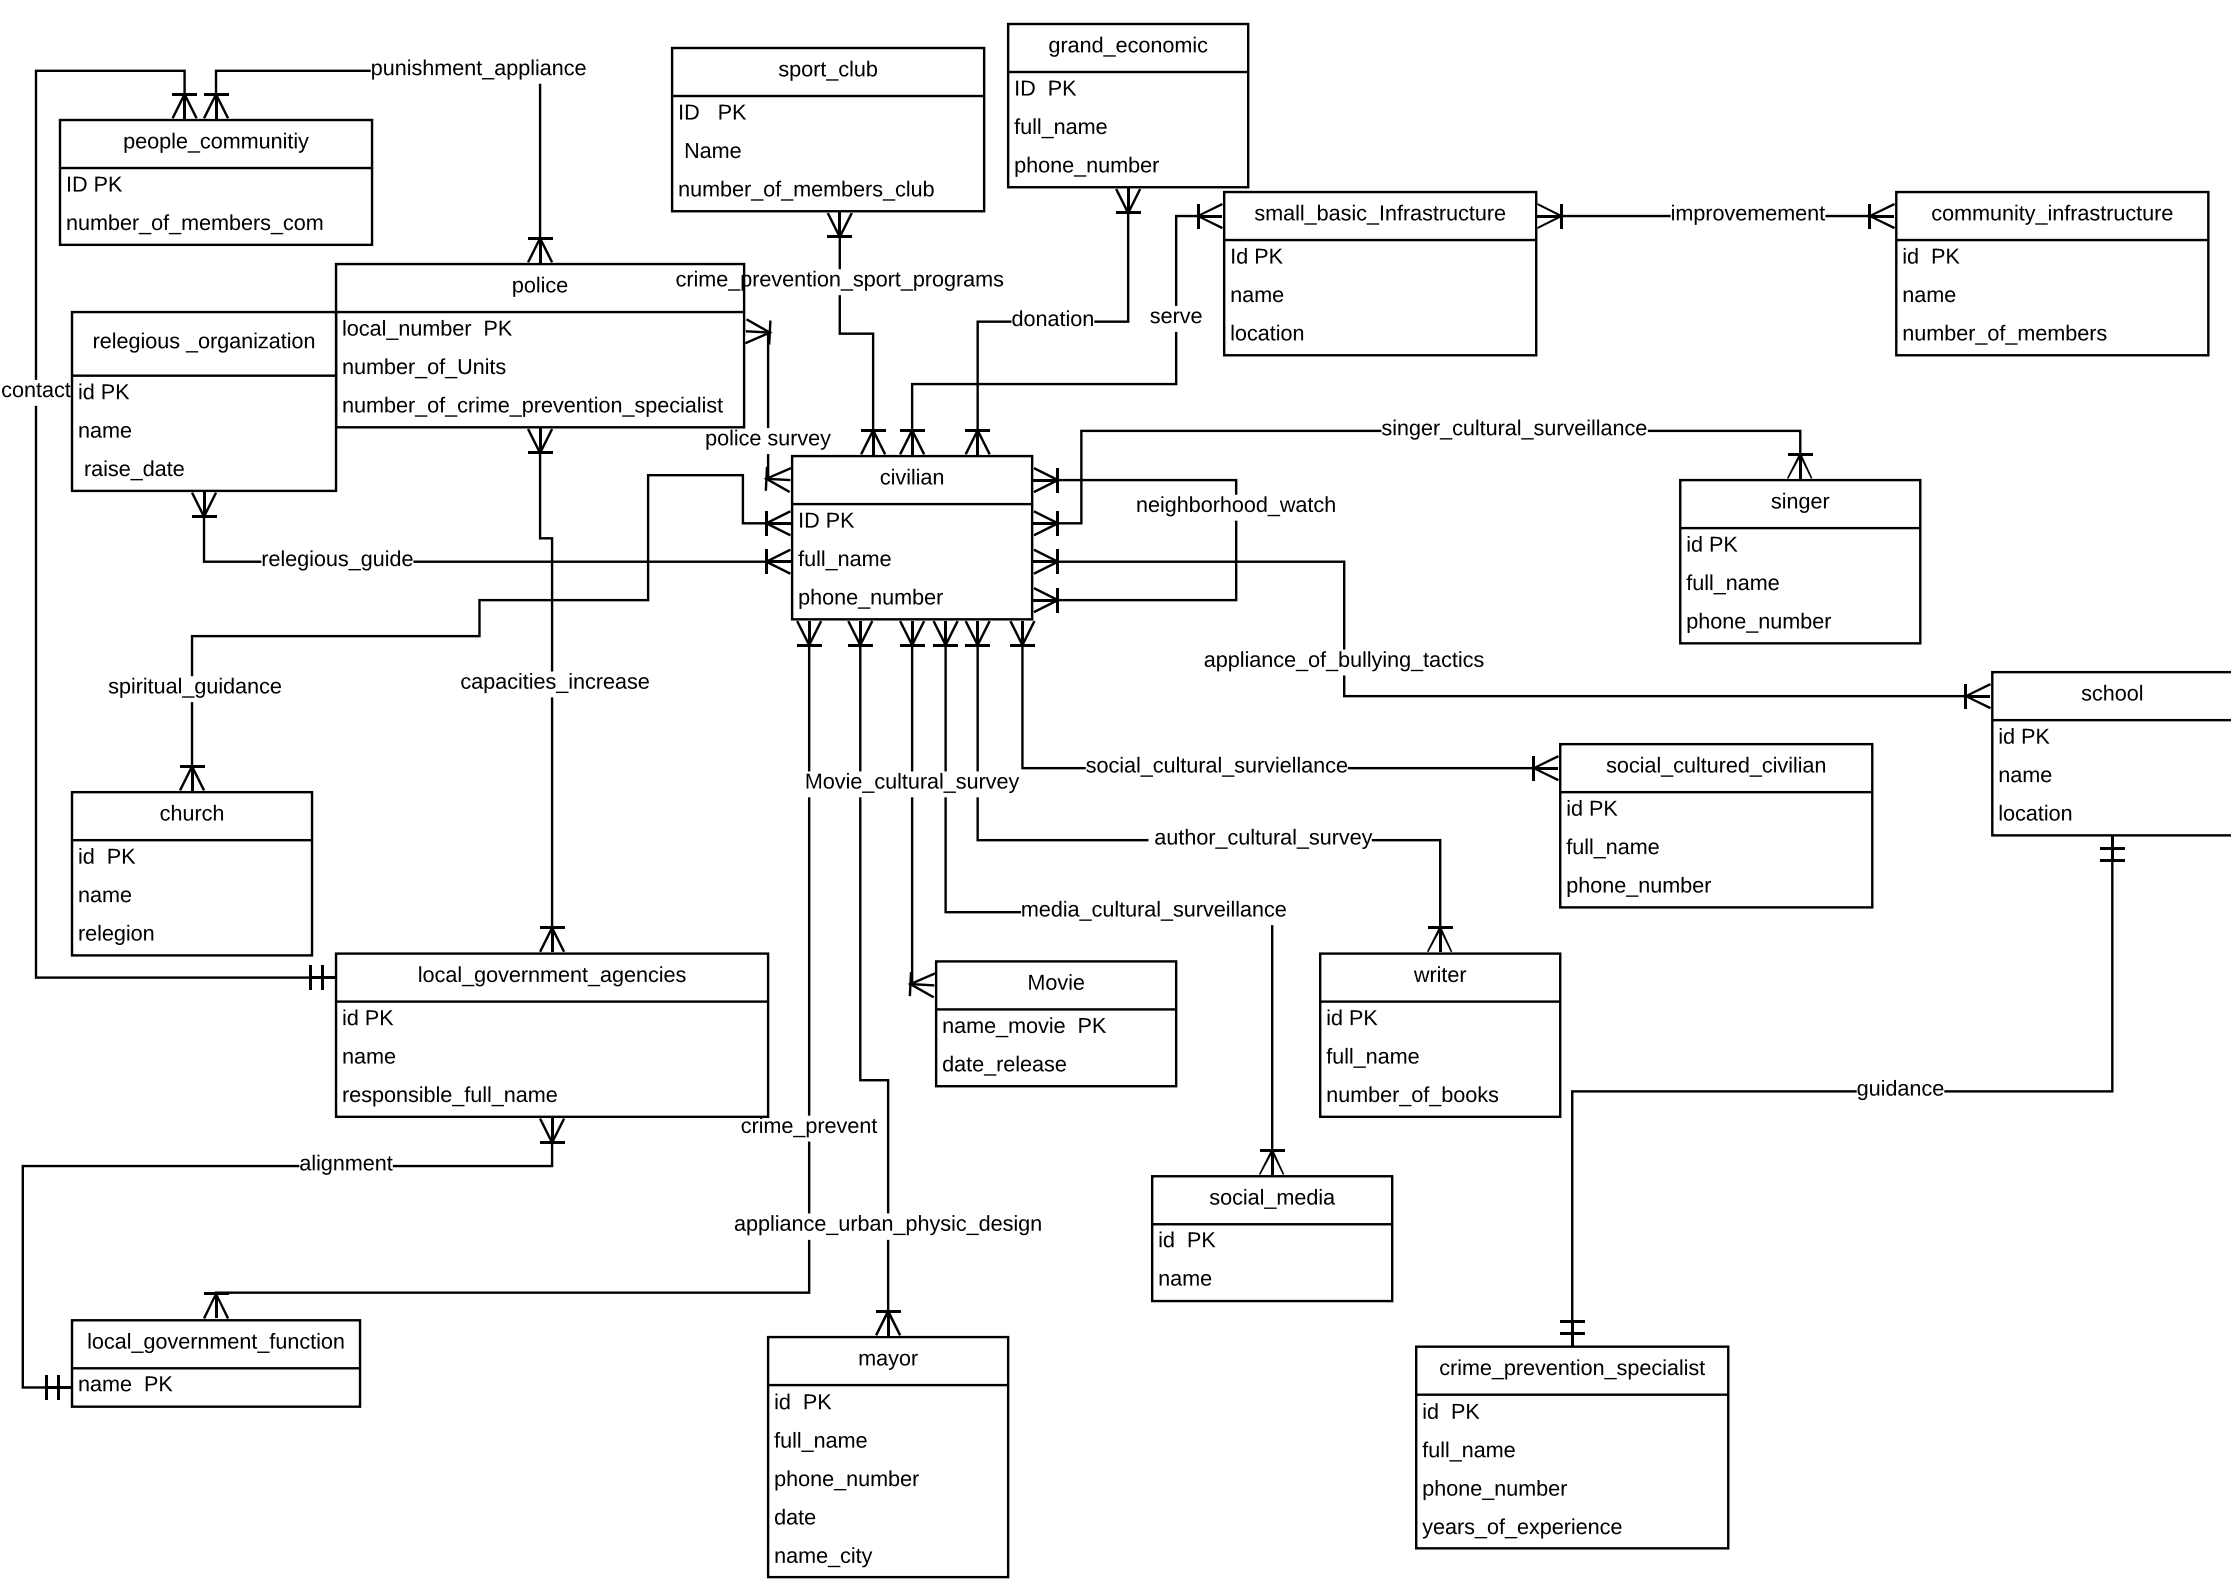 punishment_appliance
people_communitiy
ID PK
number_of_members_com
sport_club
ID   PK
Name
number_of_members_club
grand_economic
ID  PK
full_name
phone_number
small_basic_Infrastructure
Id PK
name
location
improvemement
community_infrastructure
id  PK
name
number_of_members
police
local_number  PK
number_of_Units
number_of_crime_prevention_specialist
crime_prevention_sport_programs
donation
serve
relegious _organization
id PK
name
raise_date
contact
police survey
singer_cultural_surveillance
civilian
ID PK
full_name
phone_number
neighborhood_watch
singer
id PK
full_name
phone_number
relegious_guide
appliance_of_bullying_tactics
spiritual_guidance
capacities_increase
school
id PK
name
location
Movie_cultural_survey
social_cultural_surviellance
social_cultured_civilian
id PK
full_name
phone_number
church
id  PK
name
relegion
author_cultural_survey
media_cultural_surveillance
local_government_agencies
id PK
name
responsible_full_name
Movie
name_movie  PK
date_release
writer
id PK
full_name
number_of_books
guidance
crime_prevent
alignment
appliance_urban_physic_design
social_media
id  PK
name
local_government_function
name  PK
mayor
id  PK
full_name
phone_number
date
name_city
crime_prevention_specialist
id  PK
full_name
phone_number
years_of_experience